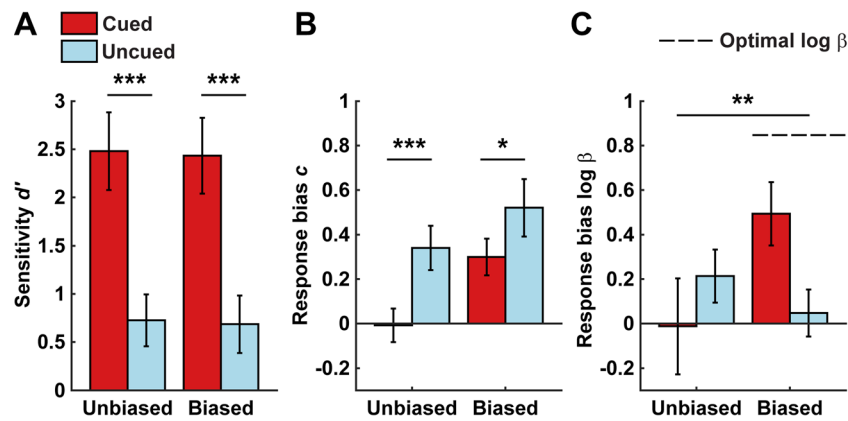 A
Cued
Uncued
***
***
3
2.5
2
1.5
1
0.5
0
Sensitivity d′
Unbiased
Biased
B
1
0.8
0.6
0.4
0.2
0
-0.2
Response bias c
***
*
Unbiased
Biased
C
Optimal log β
**
1
0.8
0.6
0.4
0.2
0
-0.2
Response bias log β
Unbiased
Biased